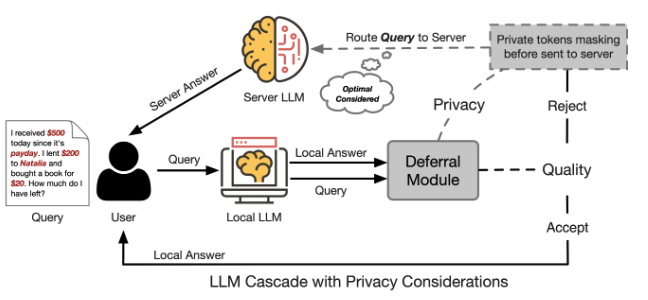 Route Query to Server
Private tokens masking
before sent to server
Server LLM
Optimal
Considered
Server Answer
Privacy
Reject
I received $500
today since it's
payday. I lent $200
to Natalia and
bought a book for
$20. How much do I
have left?
Query
User
Query
Local LLM
Local Answer
Query
Deferral
Module
Quality
Accept
Local Answer
LLM Cascade with Privacy Considerations